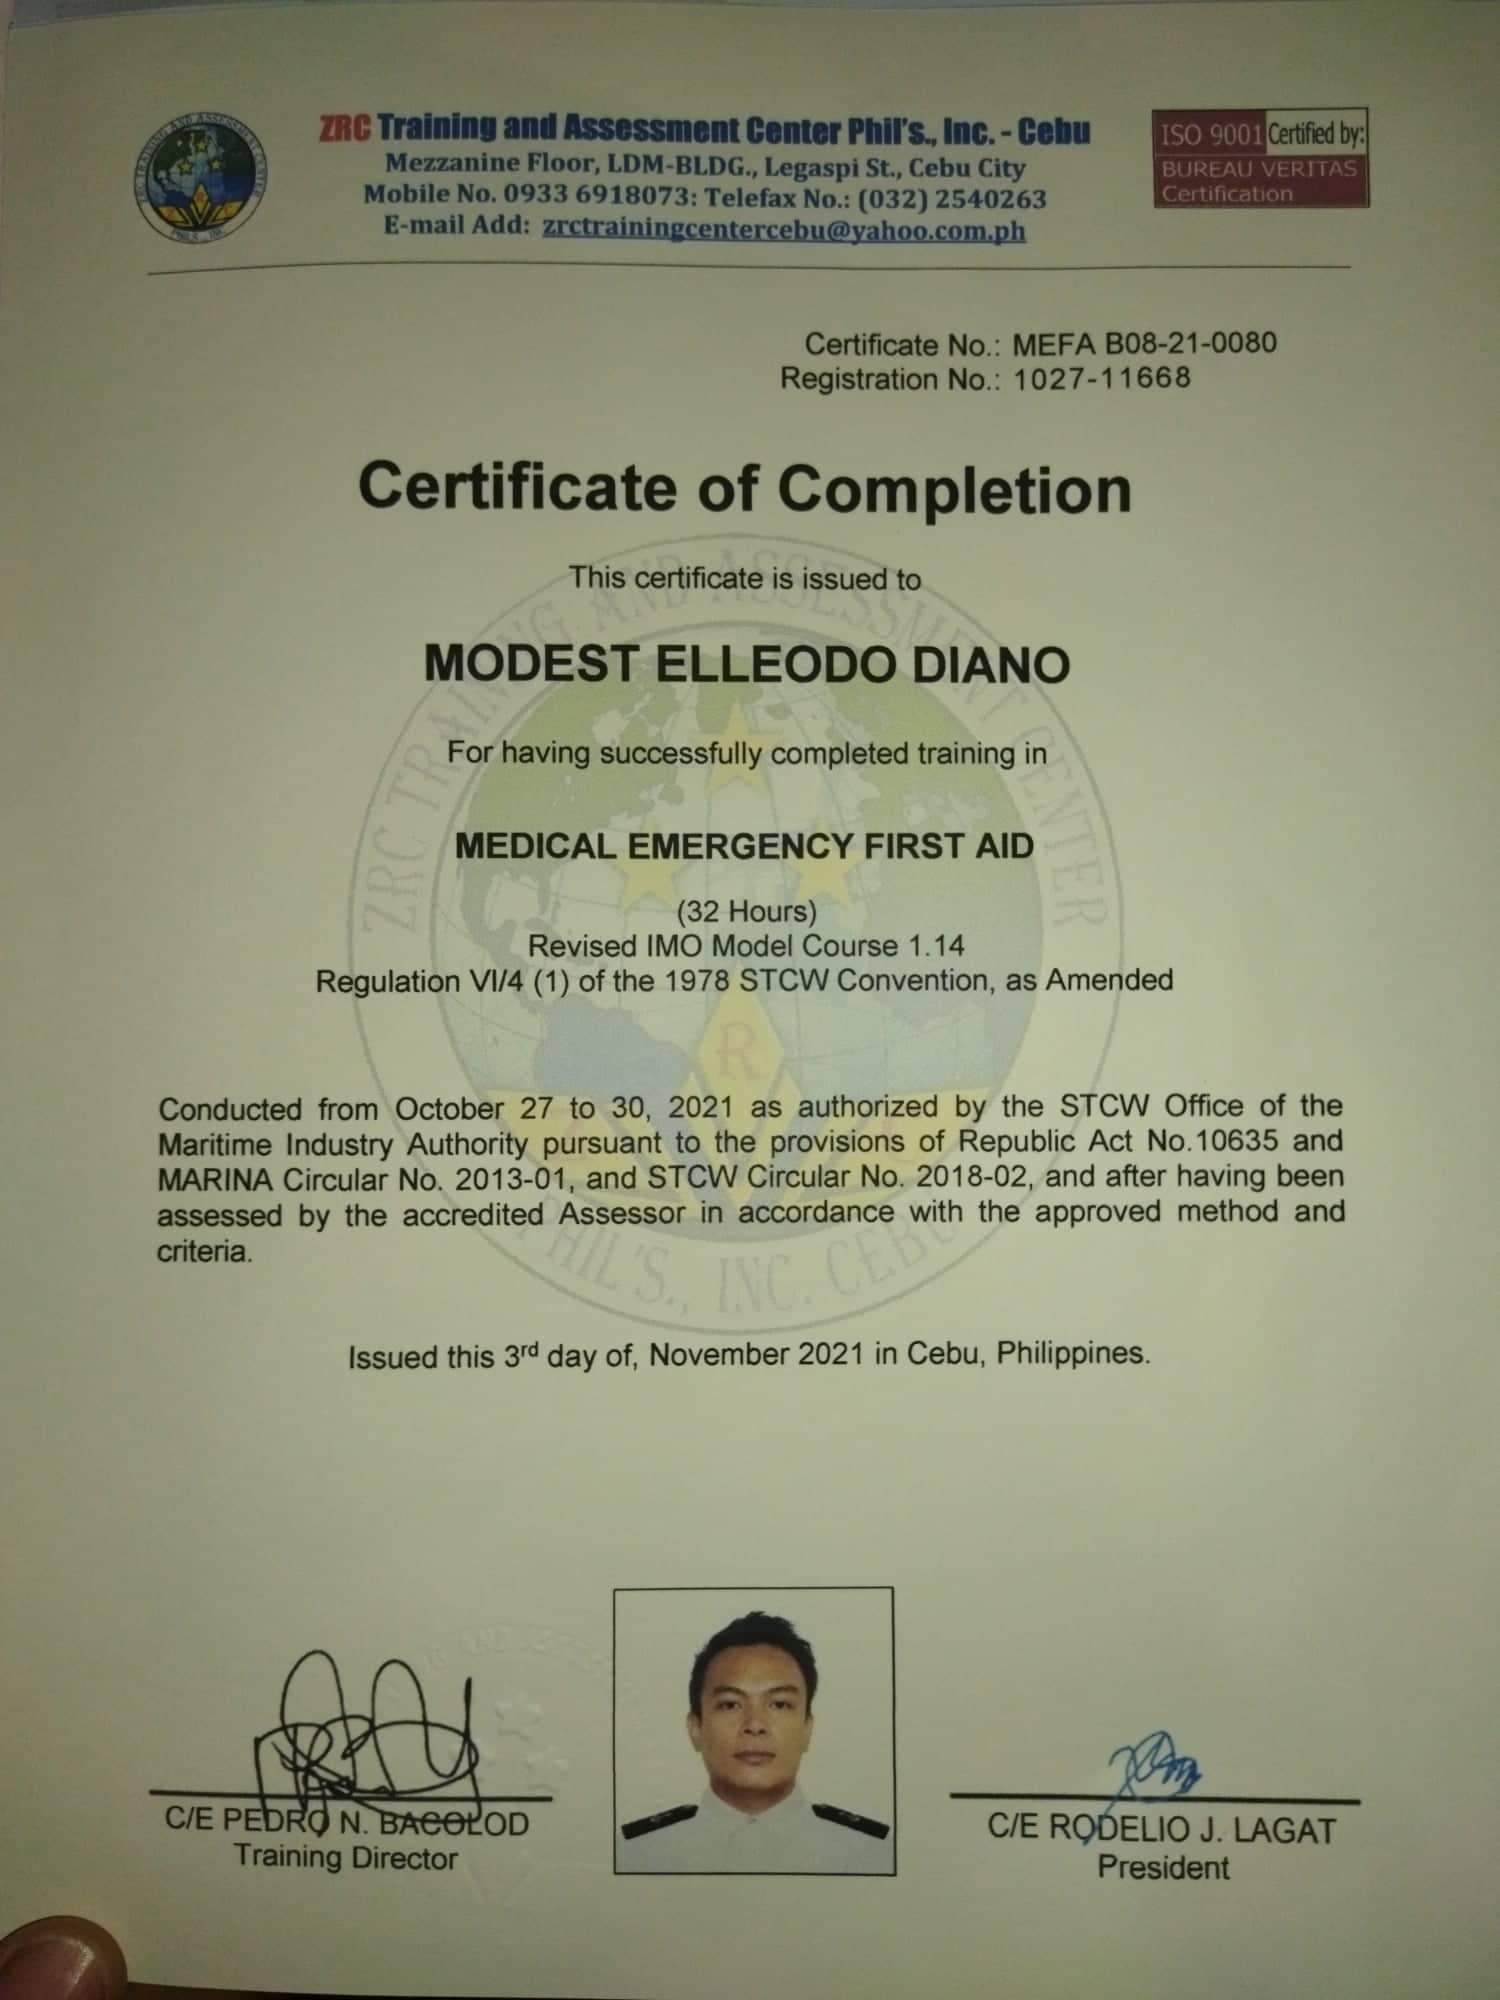 ZRC Training and Assessment Center Phil's., Inc. - Cebu
Mezzanine Floor, LDM-BLDG., Legaspi St., Cebu City
Mobile No. 0933 6918073: Telefax No.: (032) 2540263
E-mail Add: zrctrainingcentercebu@yahoo.com.ph
ISO 9001 Certified by:
BUREAU VERITAS
Certification
Certificate No.: MEFA B08-21-0080
Registration No.: 1027-11668
Certificate of Completion
This certificate is issued to
MODEST ELLEODO DIANO
For having successfully completed training in
MEDICAL EMERGENCY FIRST AID
(32 Hours)
Revised IMO Model Course 1.14
Regulation VI/4 (1) of the 1978 STCW Convention, as Amended
Conducted from October 27 to 30, 2021 as authorized by the STCW Office of the
Maritime Industry Authority pursuant to the provisions of Republic Act No.10635 and
MARINA Circular No. 2013-01, and STCW Circular No. 2018-02, and after having been
assessed by the accredited Assessor in accordance with the approved method and
criteria.
ZRC TRAINING AND ASSESSMENT CENTER
PHIL'S., INC. CEBU
R
Issued this 3rd day of, November 2021 in Cebu, Philippines.
C/E PEDRO N. BACOLOD
Training Director
C/E RODELIO J. LAGAT
President